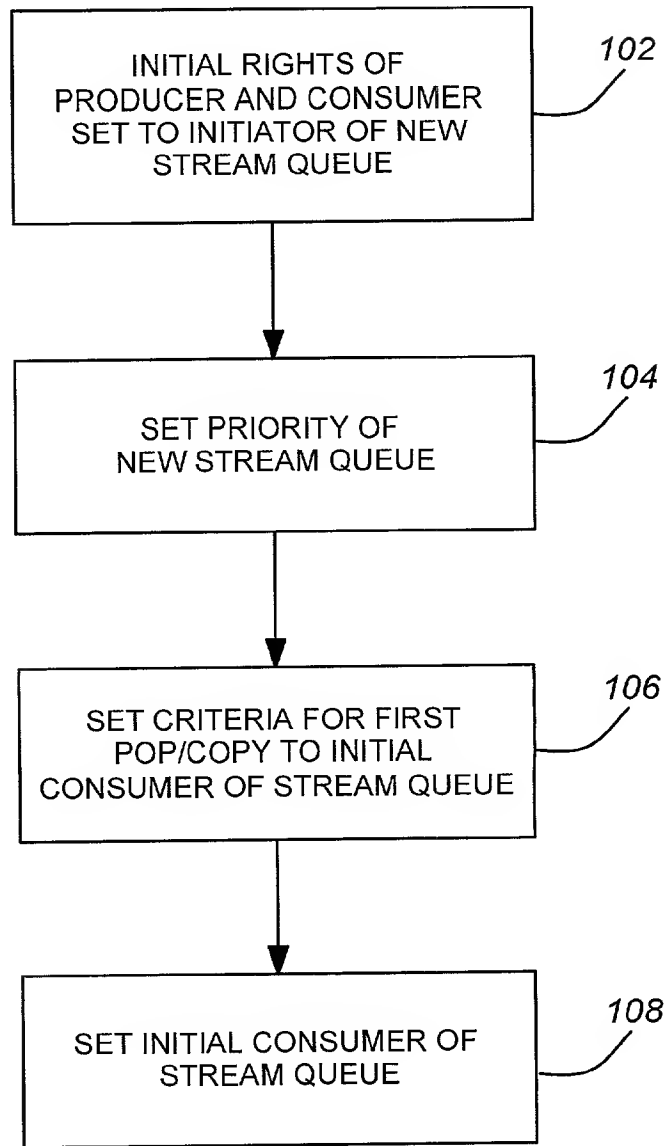 102
INITIAL RIGHTS OF
PRODUCER AND CONSUMER
SET TO INITIATOR OF NEW
STREAM QUEUE
104
SET PRIORITY OF
NEW STREAM QUEUE
106
SET CRITERIA FOR FIRST
POP/COPY TO INITIAL
CONSUMER OF STREAM QUEUE
108
SET INITIAL CONSUMER OF
STREAM QUEUE